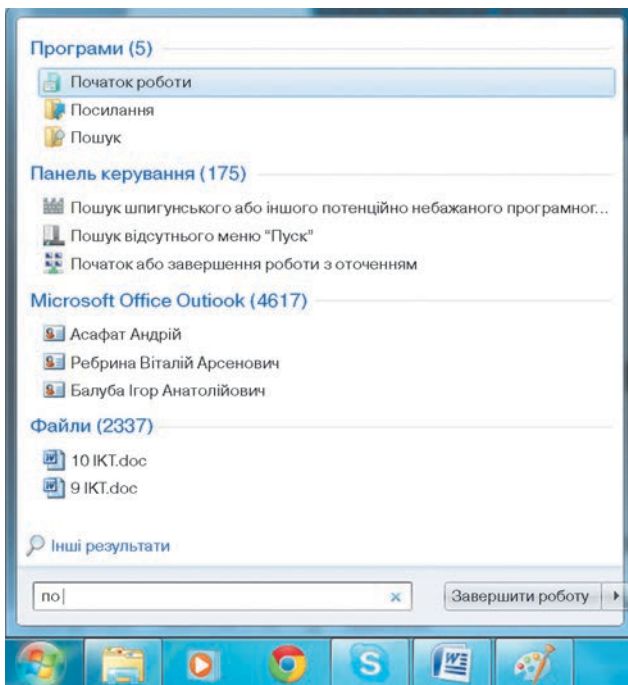 Програми (5)
Початок роботи
Посилання
Пошук
Панель керування (175)
Пошук шпигунського або іншого потенційно небажаного програмног...
Пошук відсутнього меню "Пуск"
Початок або завершення роботи з оточенням
Microsoft Office Outiook (4617)
Асафат Андрій
Ребрина Віталій Арсенович
Балуба Ігор Анатолійович
Файли (2337)
10 ІКТ.doc
9 ІКТ.doc
Інші результати
по
Завершити роботу